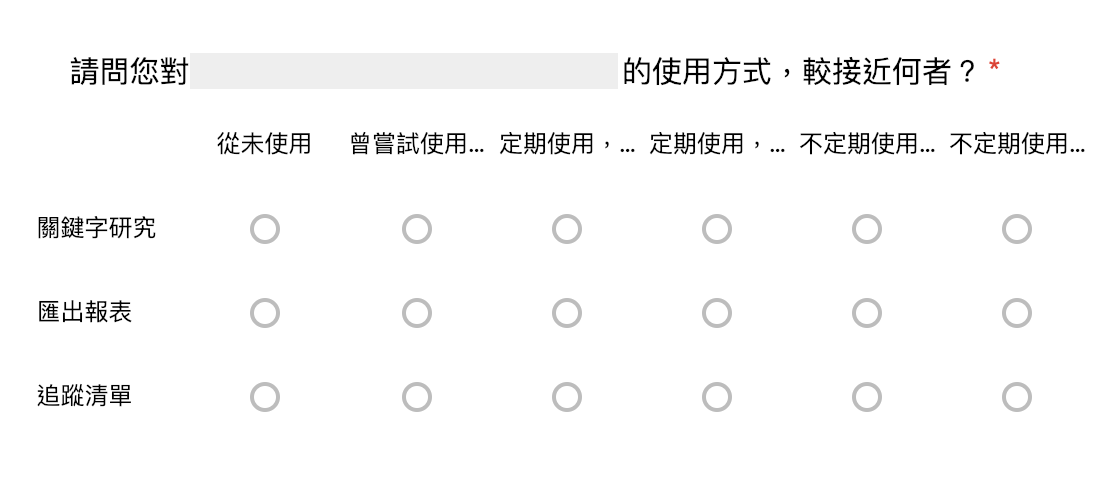 請問您對 的使用方式，較接近何者？ *
從未使用 曾嘗試使用... 定期使用，... 定期使用，... 不定期使用... 不定期使用...
關鍵字研究
匯出報表
追蹤清單